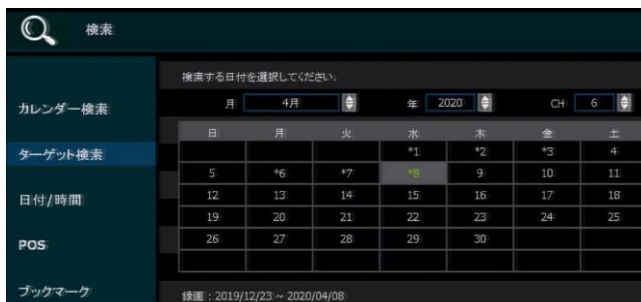 検索
検索する日付を選択してください。
月 4月 年 2020 CH 6
カレンダー検索
ターゲット検索
日付/時間
POS
ブックマーク
日 月 火 水 木 金 土
*1 *2 *3 4
5 *6 *7 *8 9 10 11
12 13 14 15 16 17 18
19 20 21 22 23 24 25
26 27 28 29 30
録画 : 2019/12/23 ~ 2020/04/08